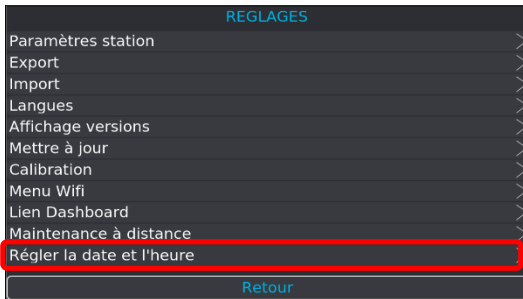 REGLAGES
Paramètres station
Export
Import
Langues
Affichage versions
Mettre à jour
Calibration
Menu Wifi
Lien Dashboard
Maintenance à distance
Régler la date et l'heure
Retour